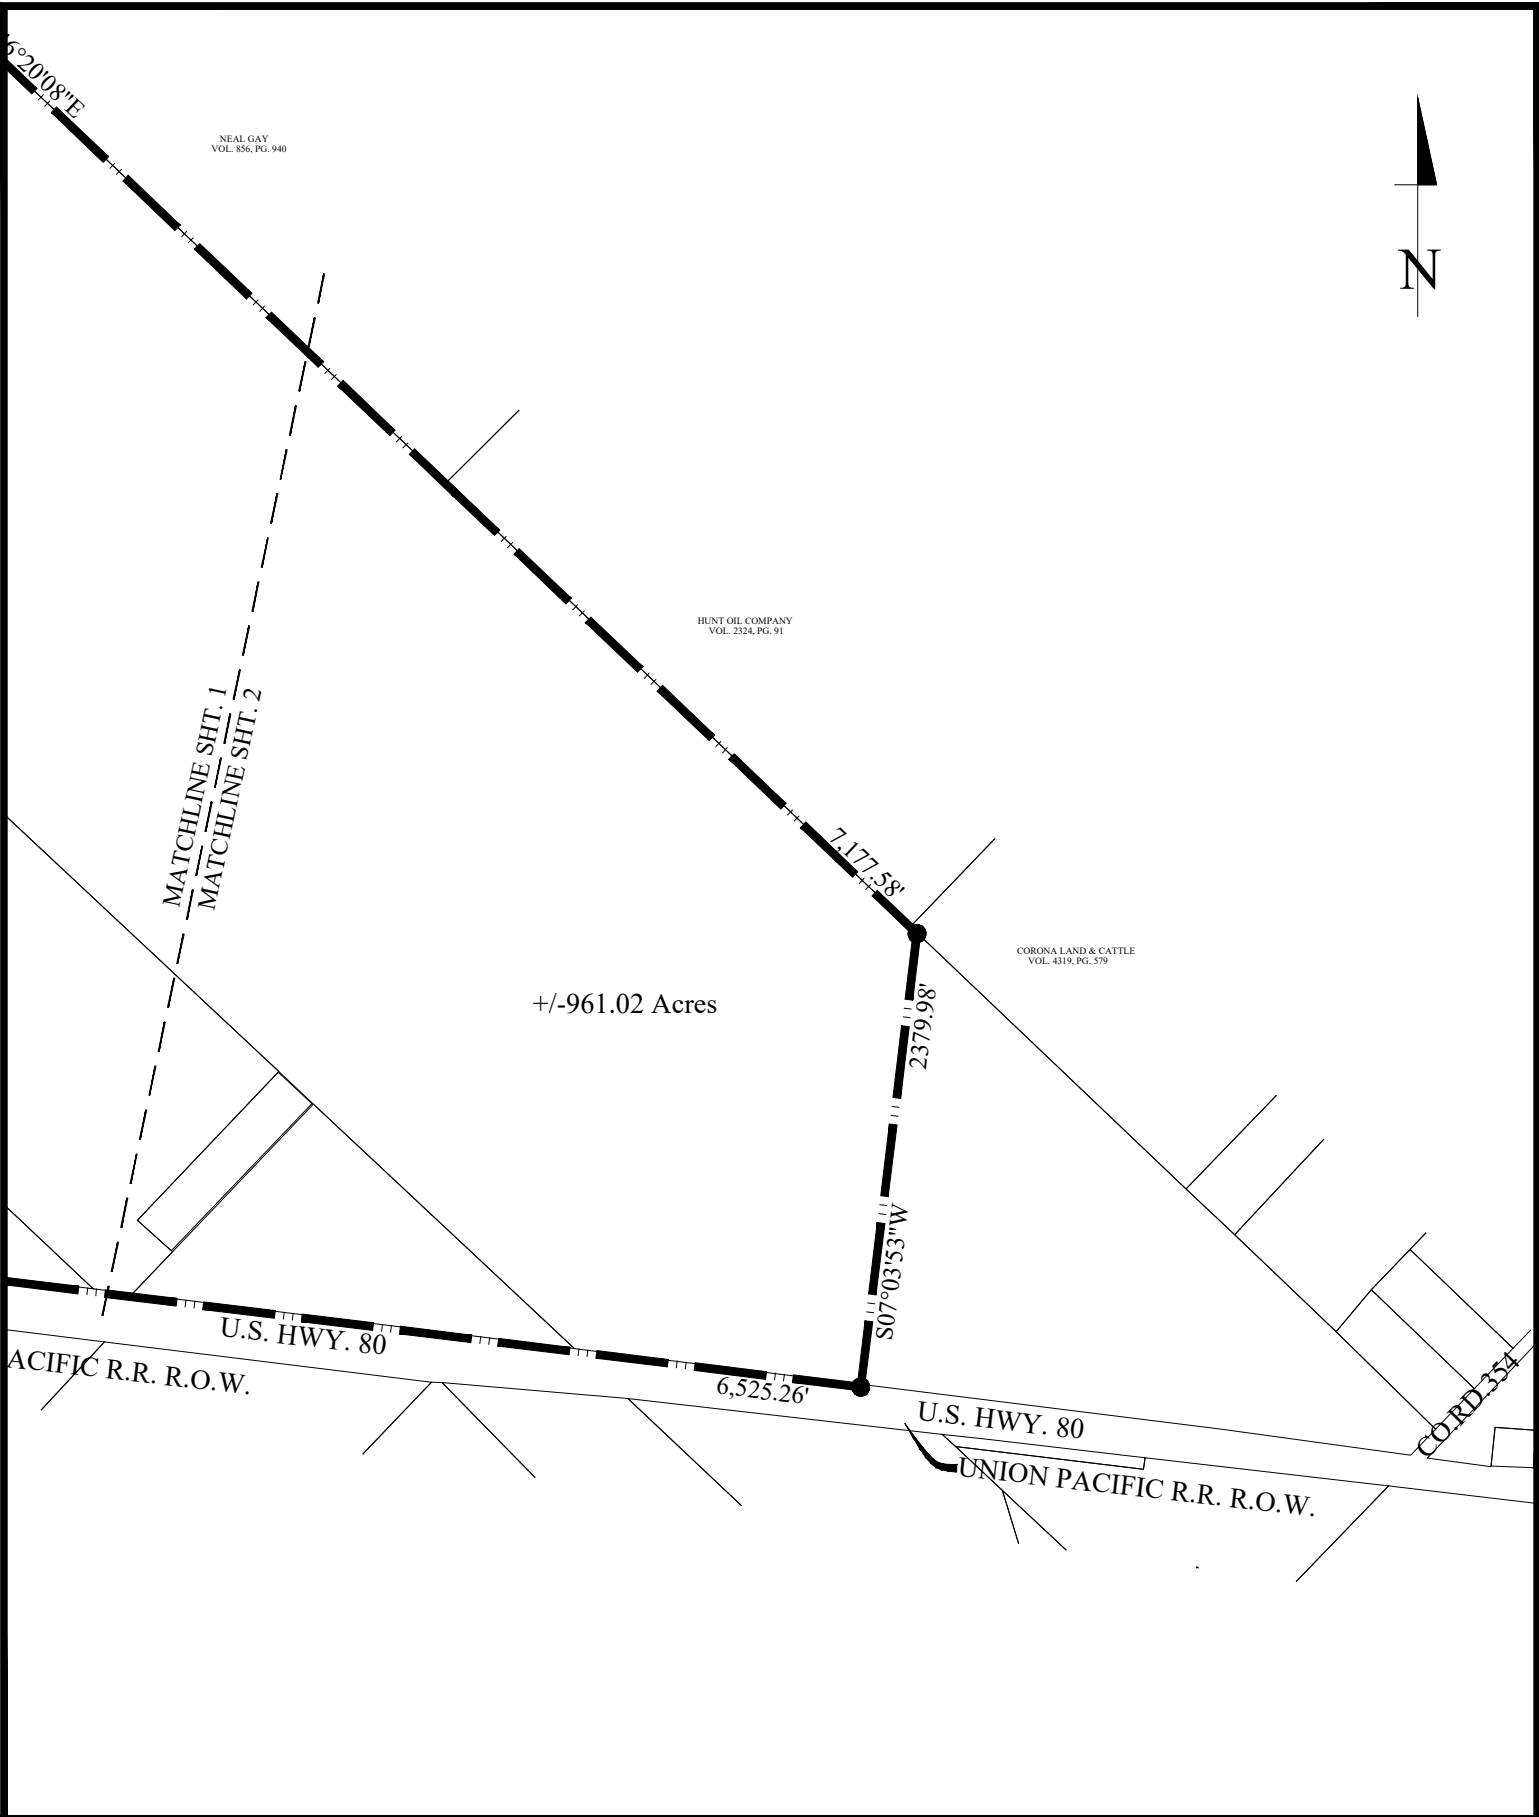 6°20'08"E
NEAL GAY
VOL. 856, PG. 940
N
HUNT OIL COMPANY
VOL. 2324, PG. 91
MATCHLINE SHT. 1
MATCHLINE SHT. 2
7,177.58'
CORONA LAND & CATTLE
VOL. 4319, PG. 579
+/-961.02 Acres
2379.98'
S07°03'53"W
U.S. HWY. 80
ACIFIC R.R. R.O.W.
6,525.26'
U.S. HWY. 80
CO.RD.354
UNION PACIFIC R.R. R.O.W.